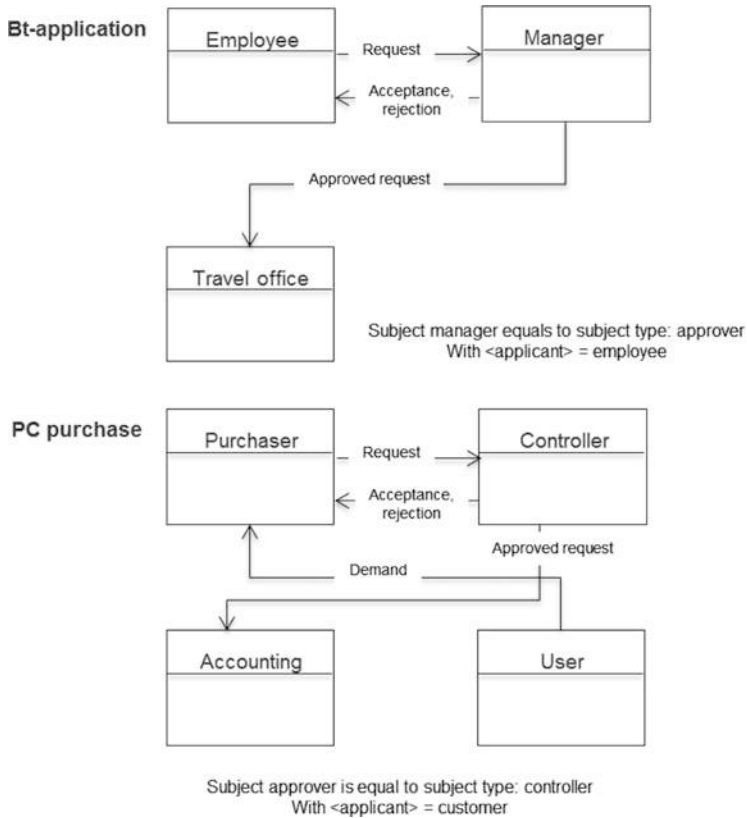 Bt-application
Employee
Request
Manager
Acceptance,
rejection
Approved request
Travel office
Subject manager equals to subject type: approver
With <applicant> = employee
PC purchase
Purchaser
Request
Controller
Acceptance,
rejection
Approved request
Demand
Accounting
User
Subject approver is equal to subject type: controller
With <applicant> = customer